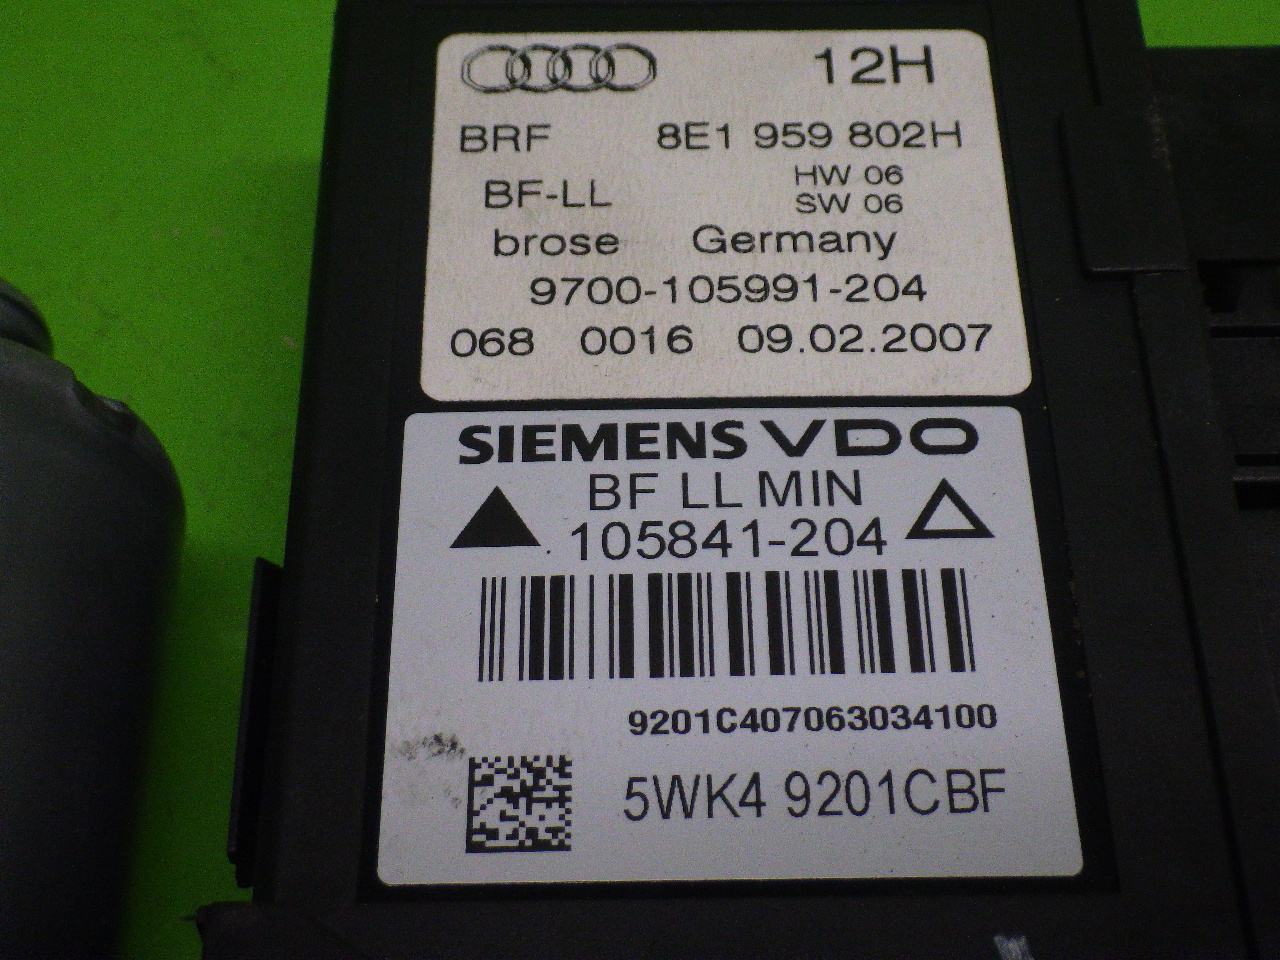 12H
BRF 8E1 959 802H
HW 06
BF-LL SW 06
brose Germany
9700-105991-204
068 0016 09.02.2007
SIEMENS VDO
BF LL MIN
105841-204
9201C407063034100
5WK4 9201CBF